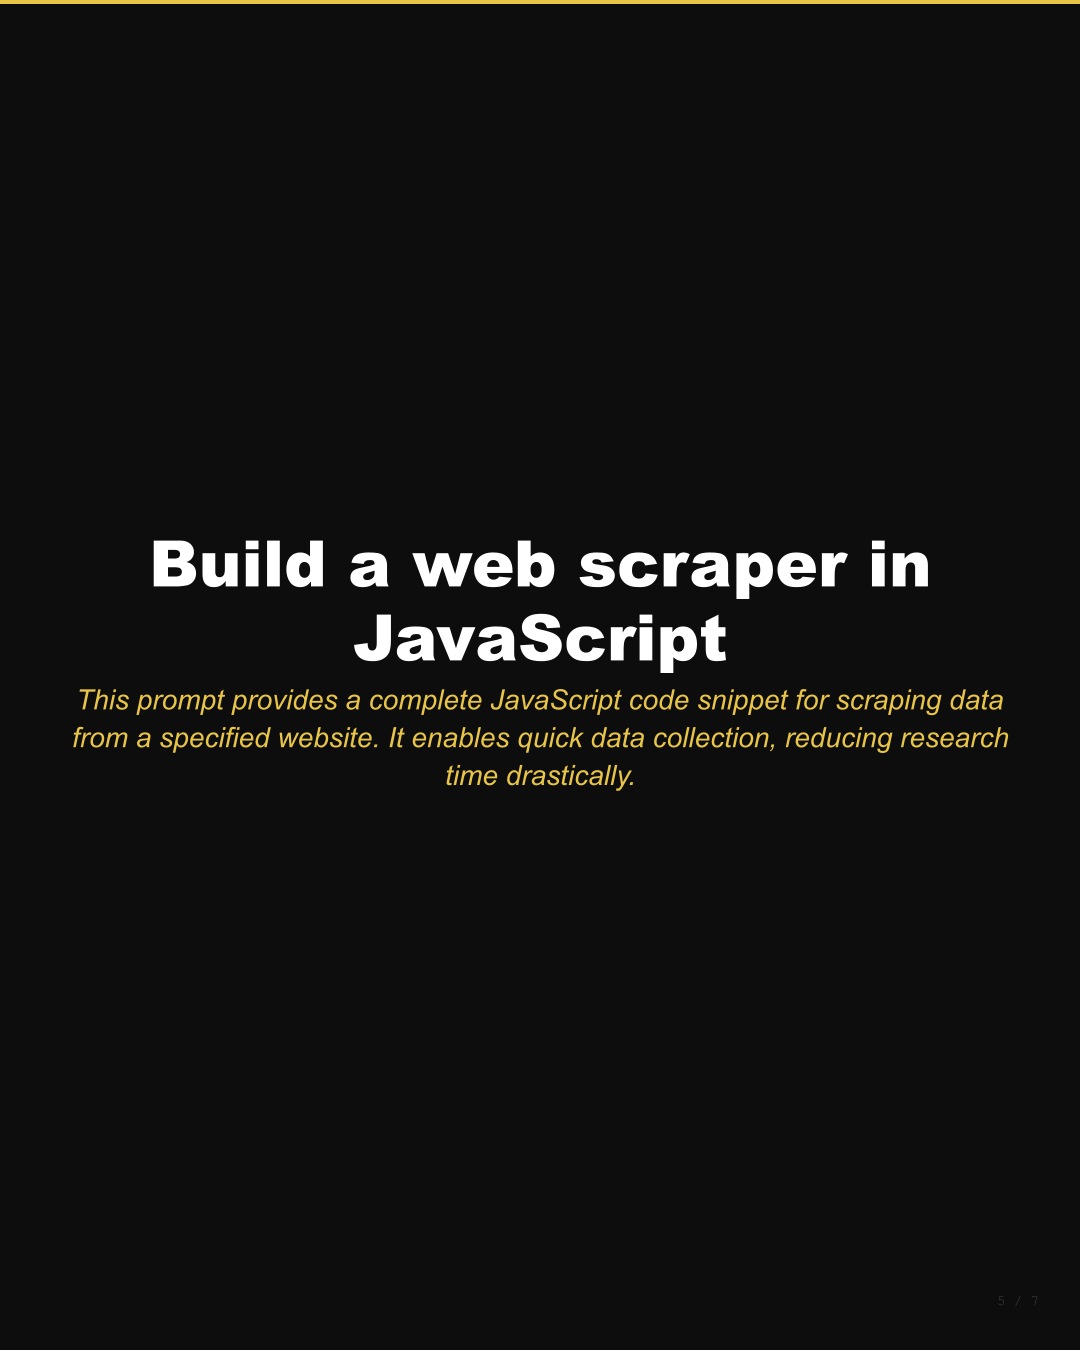 Build a web scraper in
JavaScript
This prompt provides a complete JavaScript code snippet for scraping data
from a specified website. It enables quick data collection, reducing research
time drastically.
5 / 7